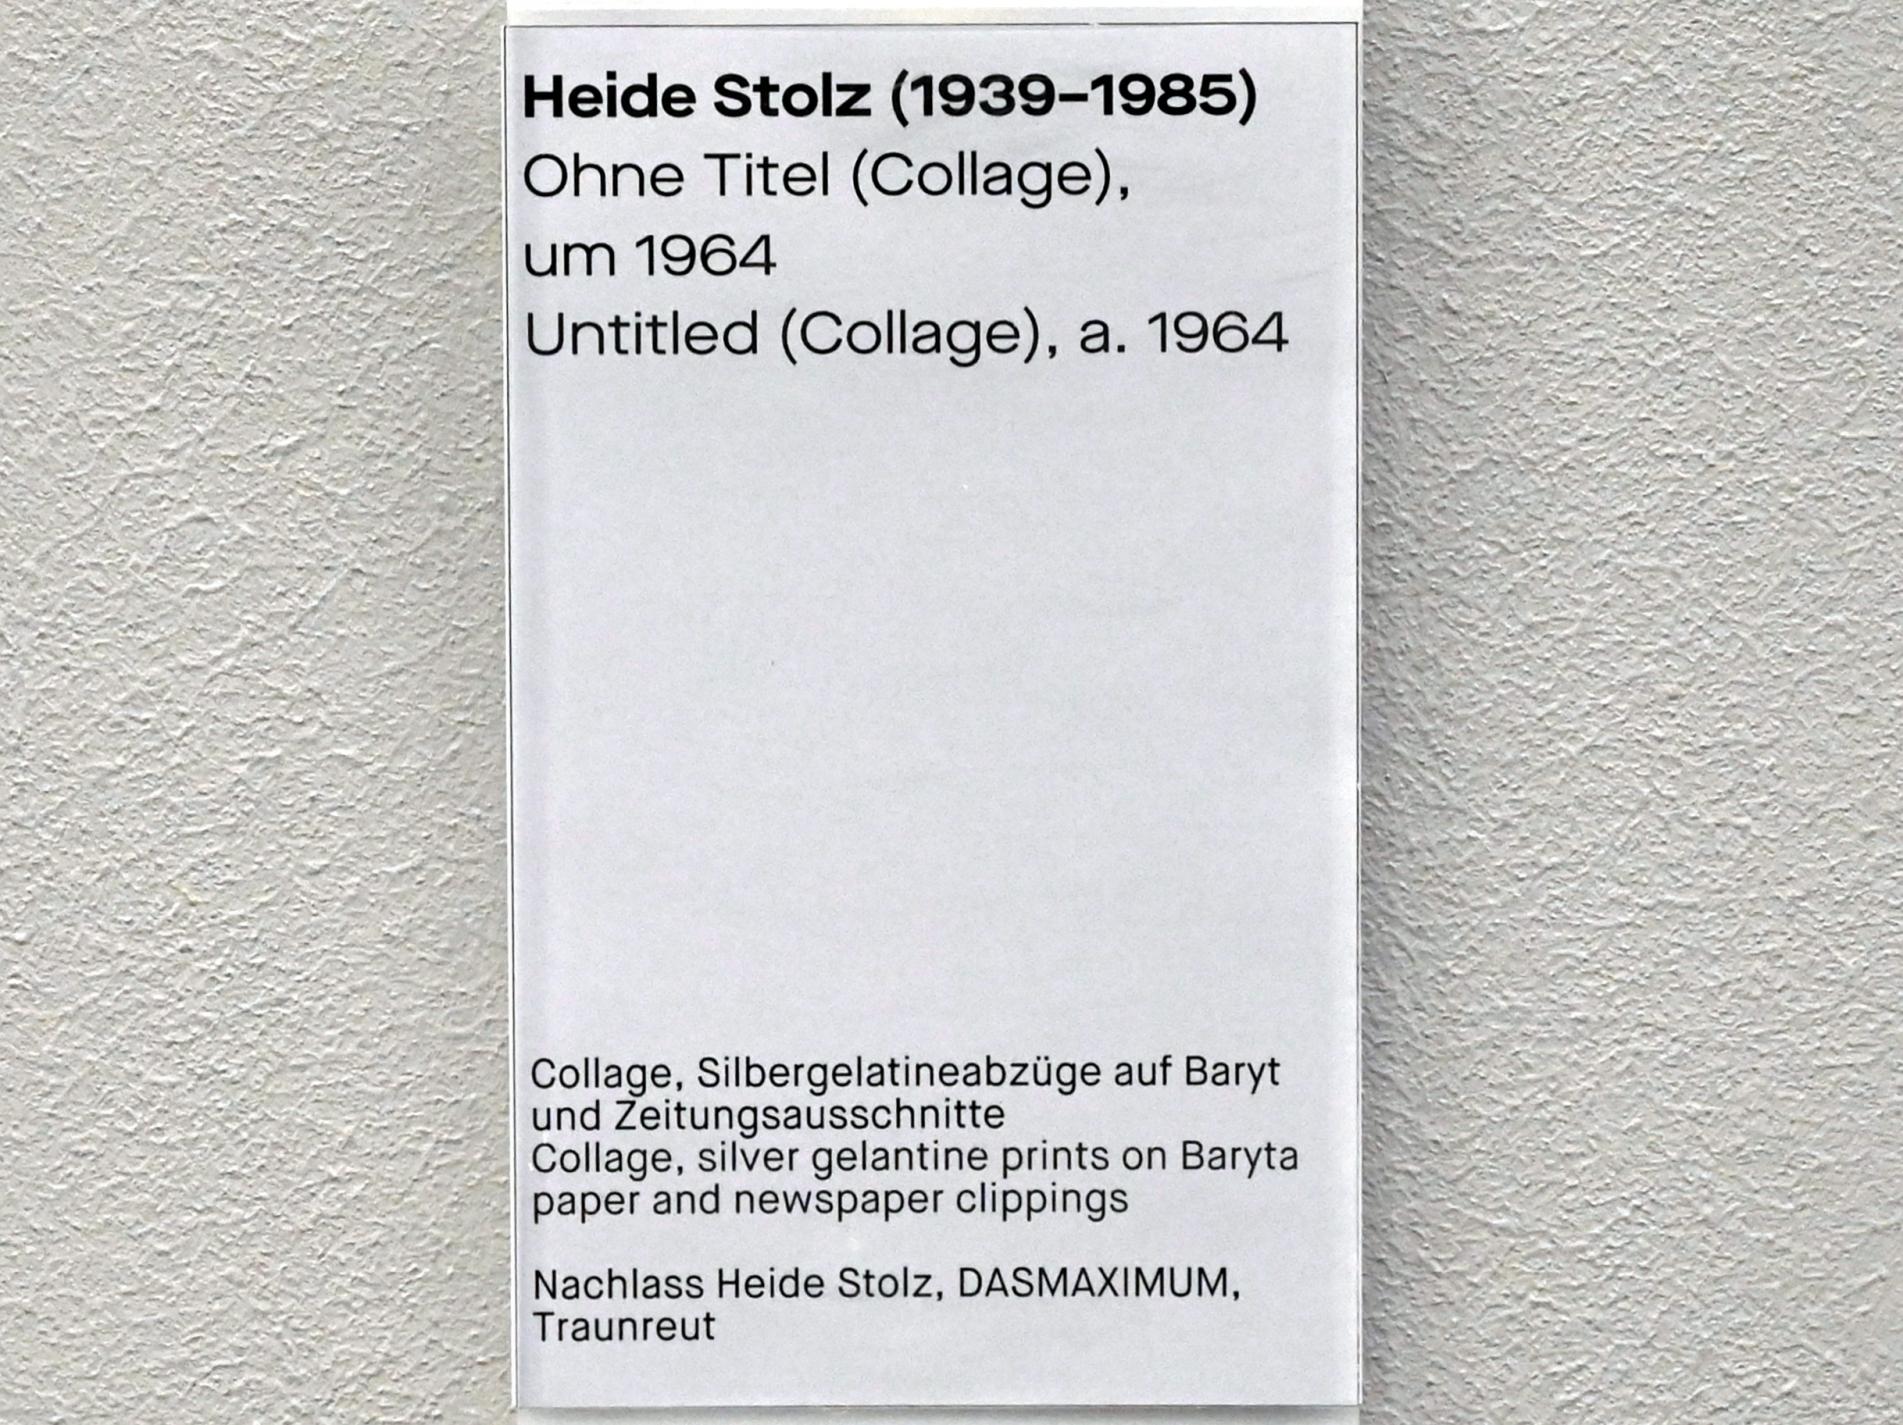 Heide Stolz (1939–1985)
Ohne Titel (Collage),
um 1964
Untitled (Collage), a. 1964
Collage, Silbergelatineabzüge auf Baryt
und Zeitungsausschnitte
Collage, silver gelantine prints on Baryta
paper and newspaper clippings
Nachlass Heide Stolz, DASMAXIMUM,
Traunreut